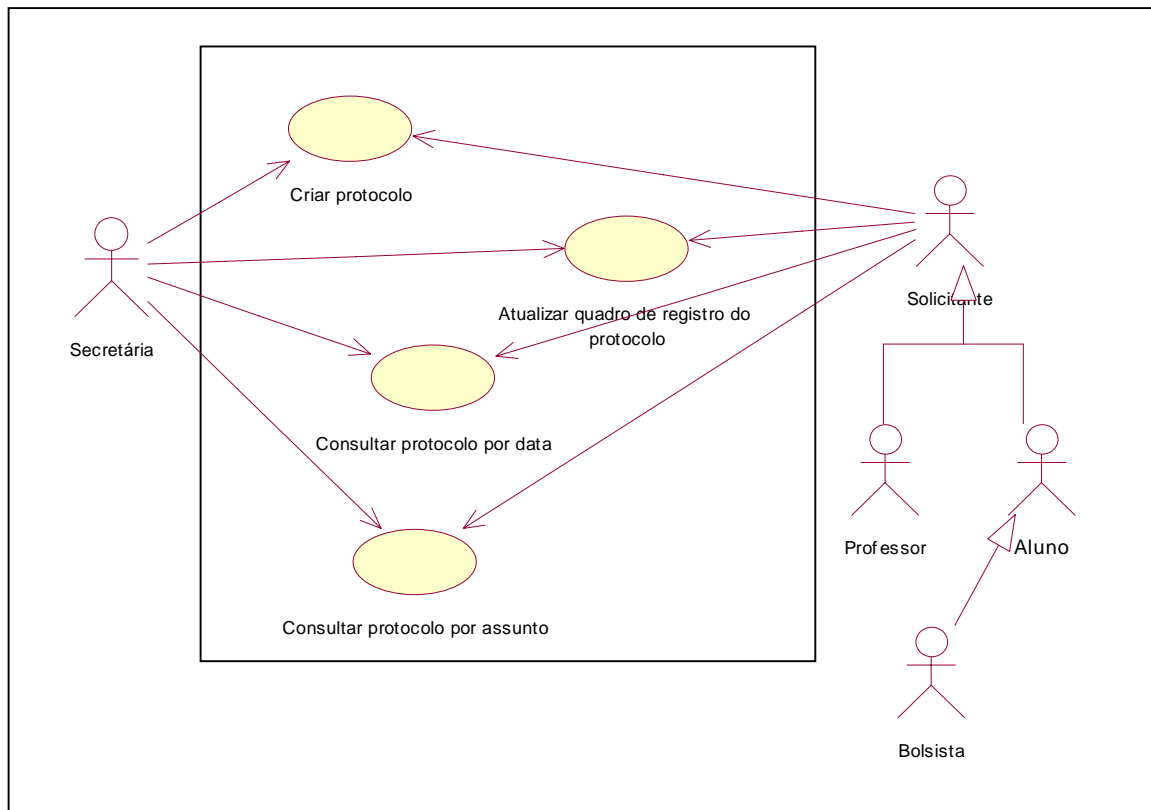 Criar protocolo
Solicitante
Atualizar quadro de registro do
protocolo
Secretária
Consultar protocolo por data
Professor
Aluno
Consultar protocolo por assunto
Bolsista